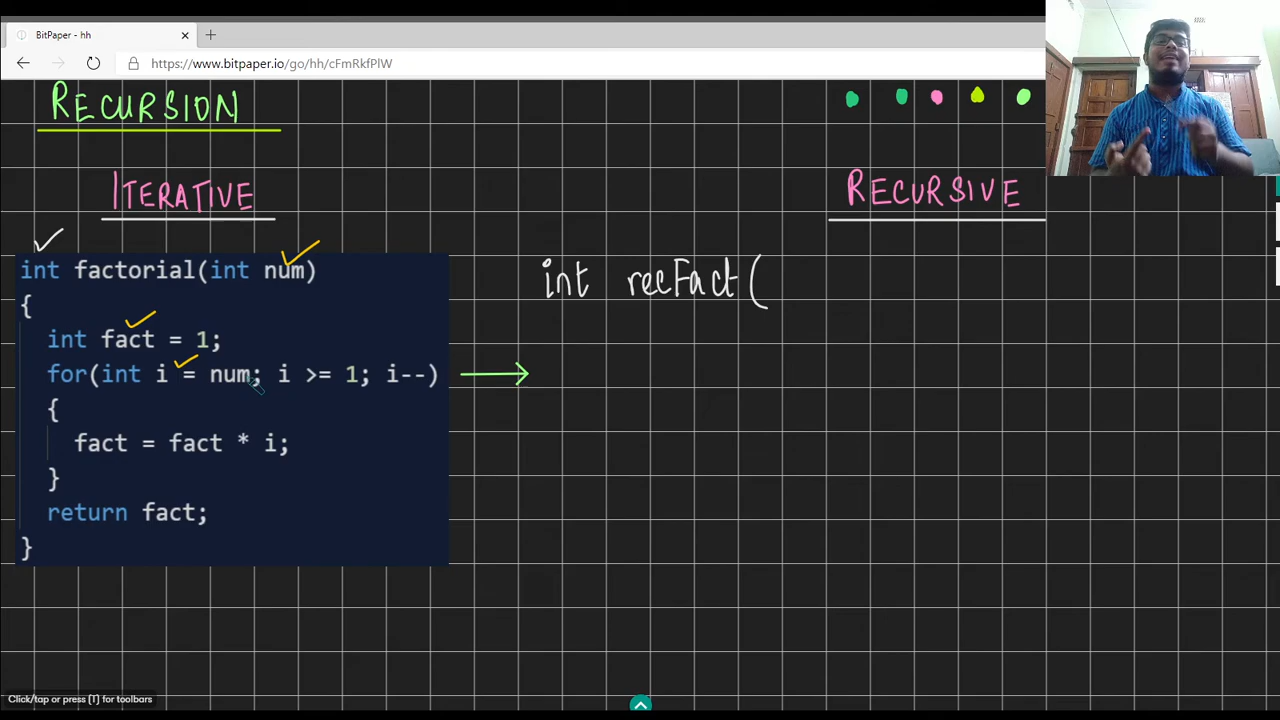 BitPaper - hh
https://www.bitpaper.io/go/hh/cFmRkfPlW
RECURSION
ITERATIVE
RECURSIVE
int factorial(int num)
{
int fact = 1;
for(int i = num; i >= 1; i--)
{
fact = fact * i;
}
return fact;
}
int recFact(
Click/tap or press (1) for toolbars